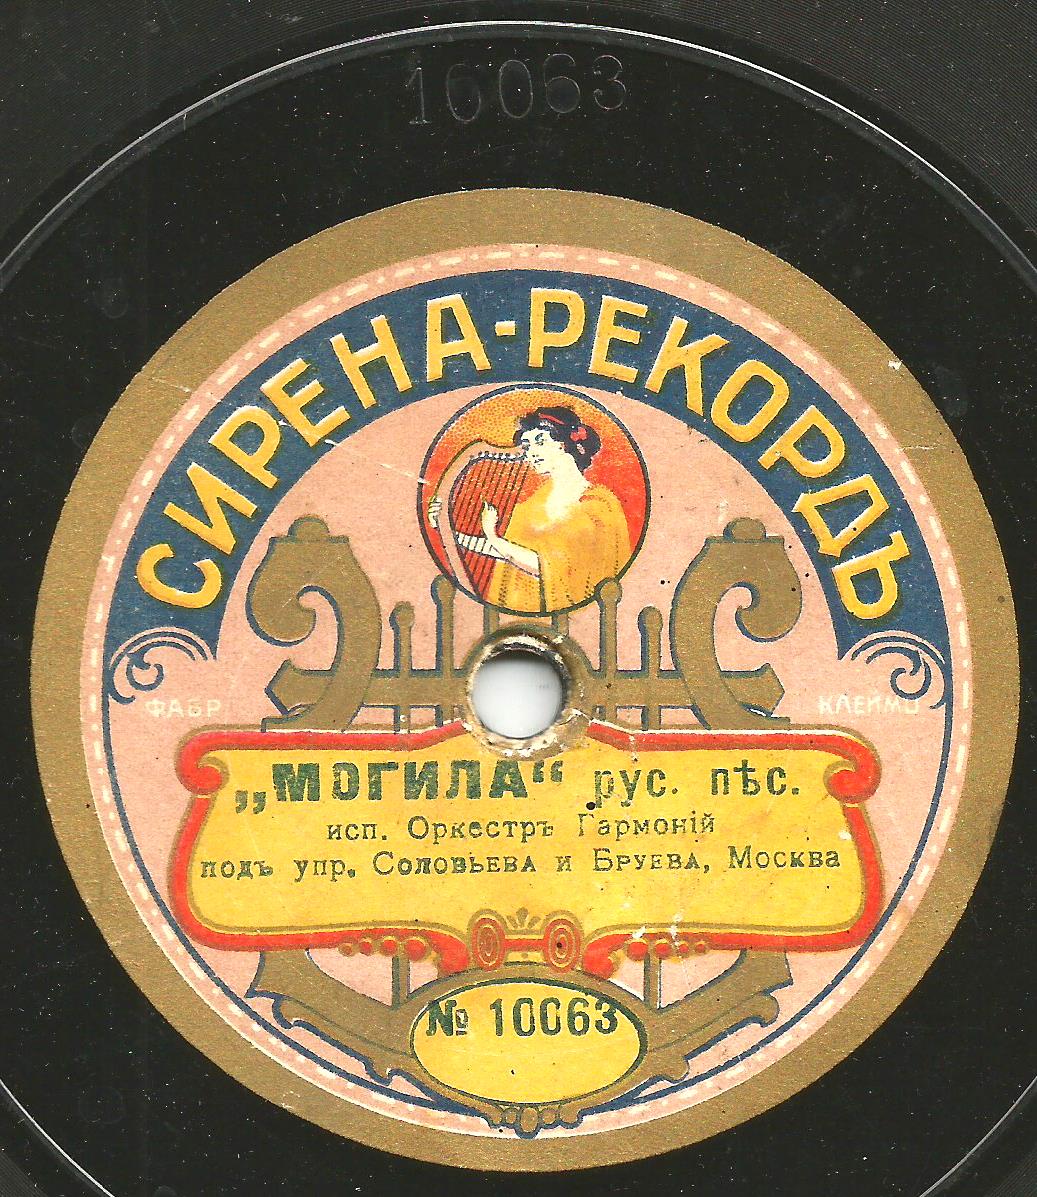 10063
СИРЕНА-РЕКОРДЪ
ФАБР КЛЕЙМО
„МОГИЛА“ рус. пѣс.
исп. Оркестръ Гармоній
подъ упр. Соловьева и Бруева, Москва
№ 10063